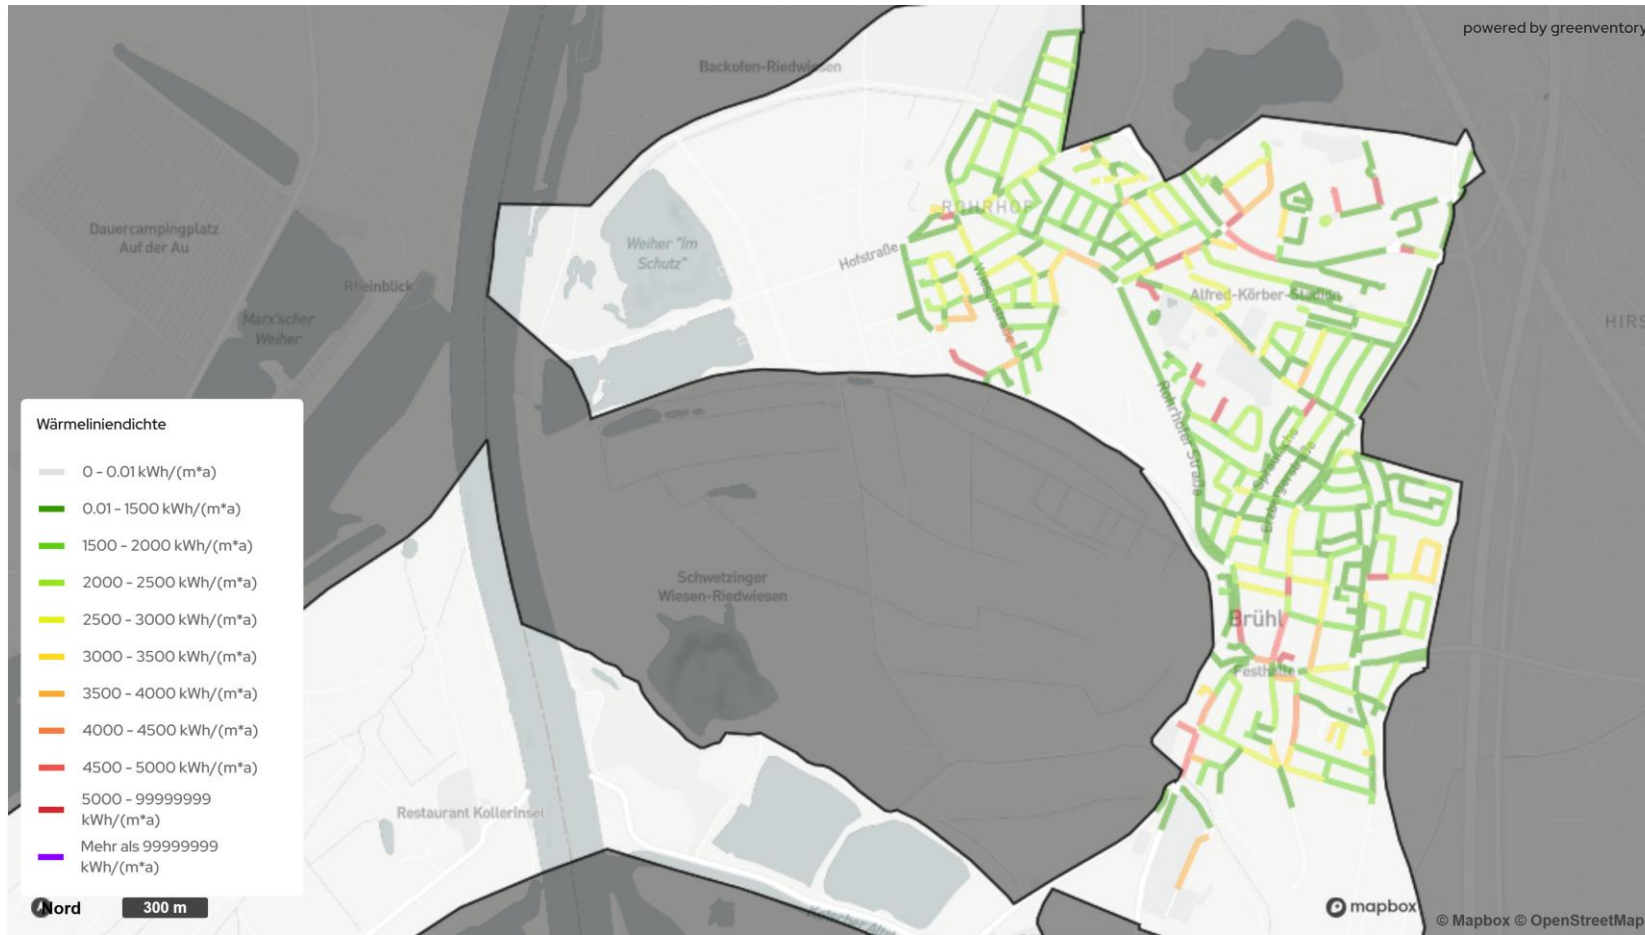 powered by greenventory
Backofen-Riedwiesen
Dauercampingplatz
Auf der Au
ROHRHOF
Weiher "Im
Schutz"
Hofstraße
Rheinblick
Wiesenstraße
Alfred-Körber-Stadion
Marx'scher
Weiher
HIRS
Rohrhofer Straße
Sprauelache
Erzbergerstraße
Wärmeliniendichte
0 - 0.01 kWh/(m*a)
0.01 - 1500 kWh/(m*a)
1500 - 2000 kWh/(m*a)
2000 - 2500 kWh/(m*a)
2500 - 3000 kWh/(m*a)
3000 - 3500 kWh/(m*a)
3500 - 4000 kWh/(m*a)
4000 - 4500 kWh/(m*a)
4500 - 5000 kWh/(m*a)
5000 - 99999999
kWh/(m*a)
Mehr als 99999999
kWh/(m*a)
Schwetzinger
Wiesen-Riedwiesen
Brühl
Festhalle
Restaurant Kollerinsel
Nord
300 m
mapbox
© Mapbox © OpenStreetMap